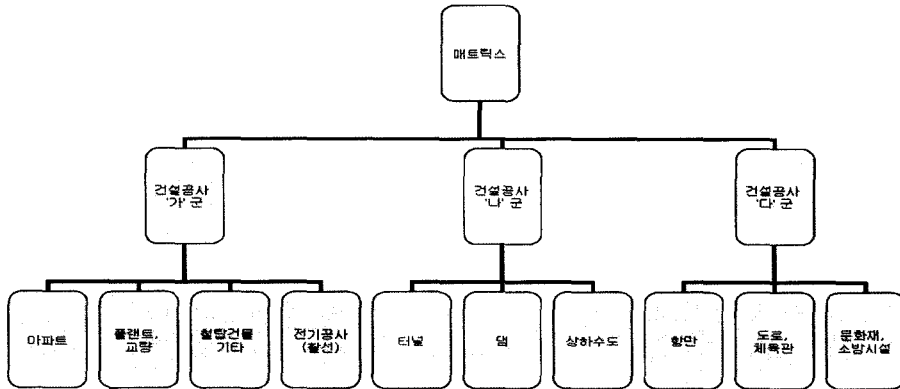 매트릭스
건설공사
'가' 군
건설공사
'나' 군
건설공사
'다' 군
아파트
플랜트,
교량
철탑건물
기타
전기공사
(활선)
터널
댐
상하수도
항만
도로,
체육관
문화재,
소방시설